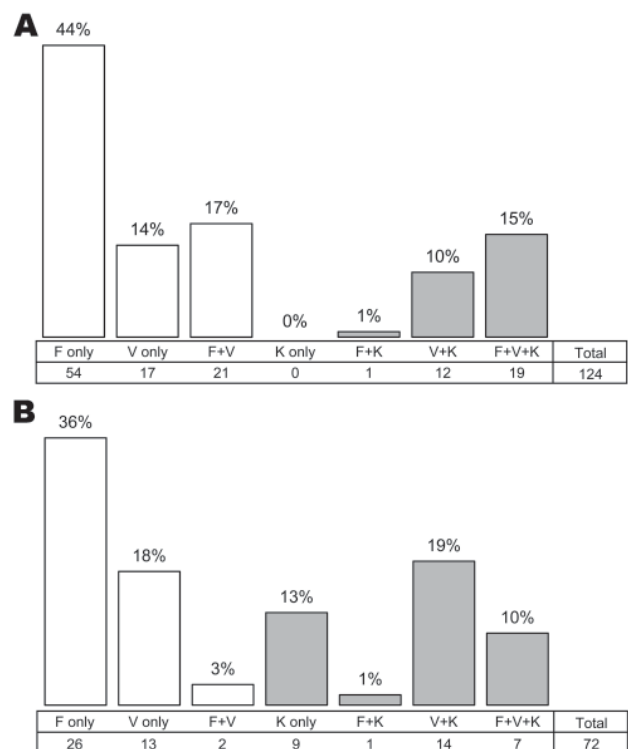 A
44%
14%
17%
0%
1%
10%
15%
F only V only F+V K only F+K V+K F+V+K Total
54 17 21 0 1 12 19 124
B
36%
18%
3%
13%
1%
19%
10%
F only V only F+V K only F+K V+K F+V+K Total
26 13 2 9 1 14 7 72